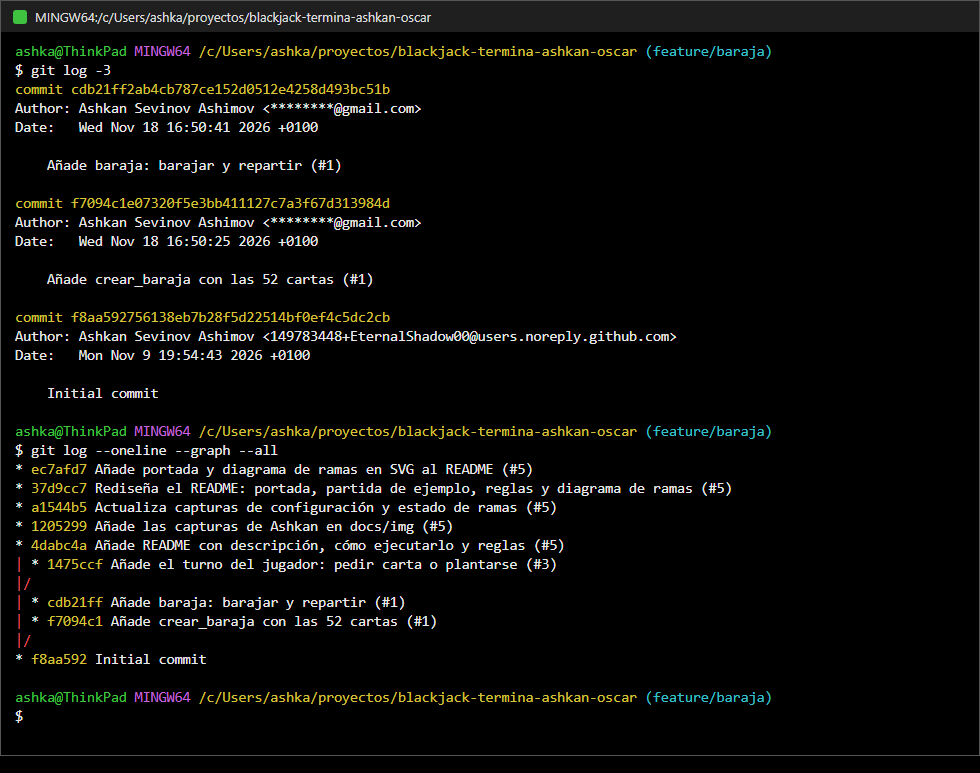 MINGW64:/c/Users/ashka/proyectos/blackjack-termina-ashkan-oscar
ashka@ThinkPad MINGW64 /c/Users/ashka/proyectos/blackjack-termina-ashkan-oscar (feature/baraja)
$ git log -3
commit cdb21ff2ab4cb787ce152d0512e4258d493bc51b
Author: Ashkan Sevinov Ashimov <********@gmail.com>
Date:   Wed Nov 18 16:50:41 2026 +0100
    Añade baraja: barajar y repartir (#1)
commit f7094c1e07320f5e3bb411127c7a3f67d313984d
Author: Ashkan Sevinov Ashimov <********@gmail.com>
Date:   Wed Nov 18 16:50:25 2026 +0100
    Añade crear_baraja con las 52 cartas (#1)
commit f8aa592756138eb7b28f5d22514bf0ef4c5dc2cb
Author: Ashkan Sevinov Ashimov <149783448+EternalShadow00@users.noreply.github.com>
Date:   Mon Nov 9 19:54:43 2026 +0100
    Initial commit
ashka@ThinkPad MINGW64 /c/Users/ashka/proyectos/blackjack-termina-ashkan-oscar (feature/baraja)
$ git log --oneline --graph --all
* ec7afd7 Añade portada y diagrama de ramas en SVG al README (#5)
* 37d9cc7 Rediseña el README: portada, partida de ejemplo, reglas y diagrama de ramas (#5)
* a1544b5 Actualiza capturas de configuración y estado de ramas (#5)
* 1205299 Añade las capturas de Ashkan en docs/img (#5)
* 4dabc4a Añade README con descripción, cómo ejecutarlo y reglas (#5)
| * 1475ccf Añade el turno del jugador: pedir carta o plantarse (#3)
|/
| * cdb21ff Añade baraja: barajar y repartir (#1)
| * f7094c1 Añade crear_baraja con las 52 cartas (#1)
|/
* f8aa592 Initial commit
ashka@ThinkPad MINGW64 /c/Users/ashka/proyectos/blackjack-termina-ashkan-oscar (feature/baraja)
$